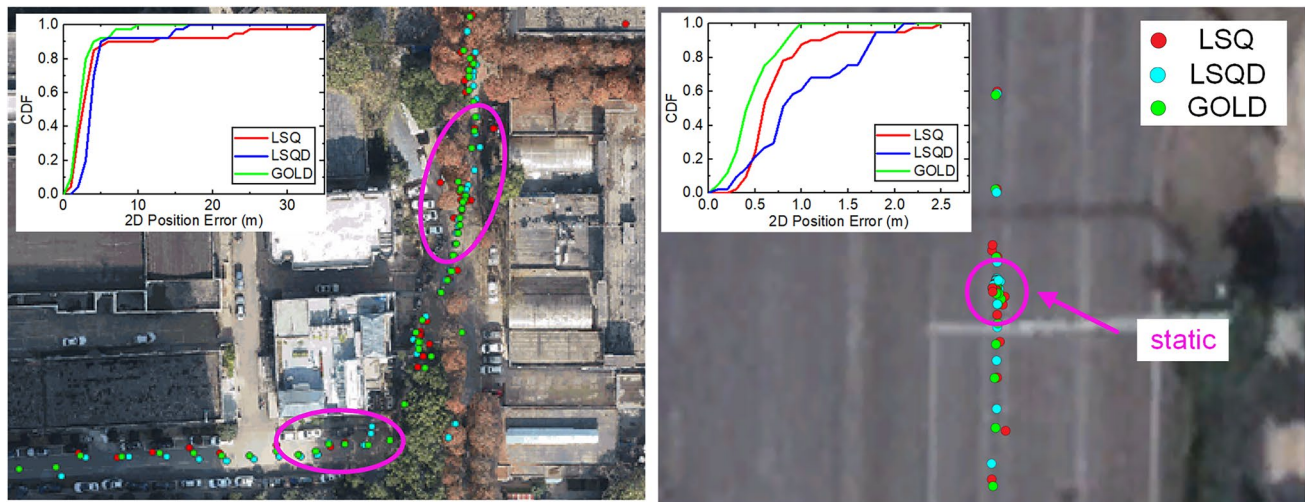 1.0
0.8
0.6
0.4
0.2
0.0
CDF
LSQ
LSQD
GOLD
0 10 20 30
2D Position Error (m)
1.0
0.8
0.6
0.4
0.2
0.0
CDF
LSQ
LSQD
GOLD
0.0 0.5 1.0 1.5 2.0 2.5
2D Position Error (m)
LSQ
LSQD
GOLD
static